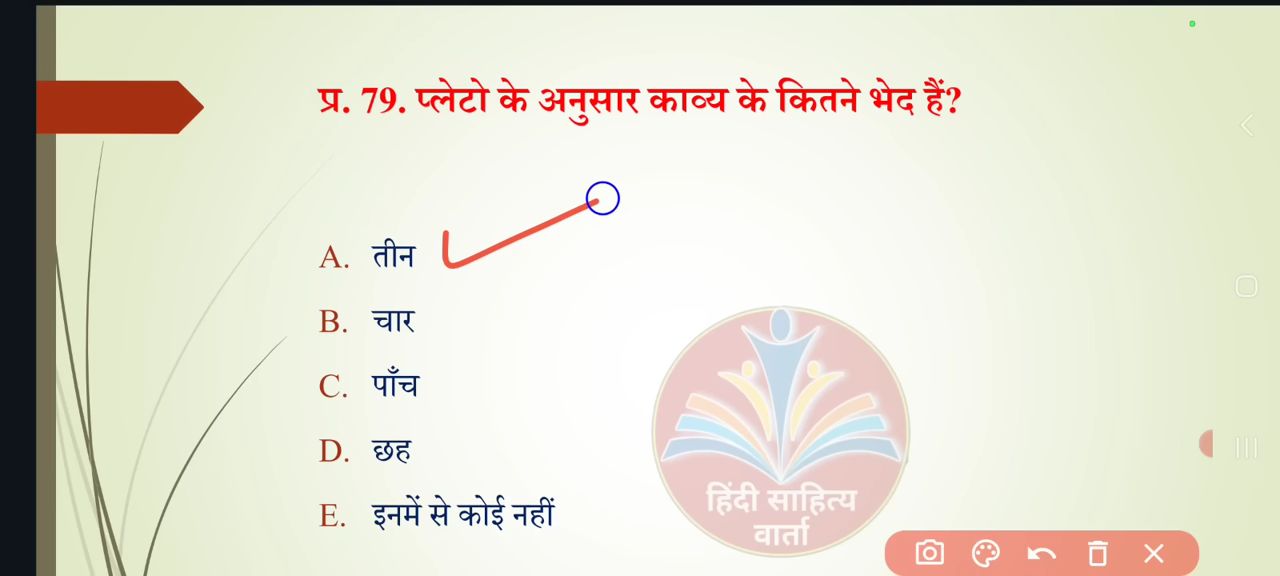 प्र. 79. प्लेटो के अनुसार काव्य के कितने भेद हैं?
A. तीन
B. चार
C. पाँच
D. छह
E. इनमें से कोई नहीं
हिंदी साहित्य
वार्ता